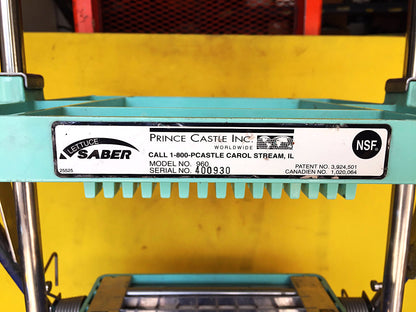 LETTUCE
SABER
25525
PRINCE CASTLE INC.
WORLDWIDE
CALL 1-800-PCASTLE CAROL STREAM, IL
MODEL NO. 960
SERIAL NO. 400930
PATENT NO. 3,924,501
CANADIEN NO. 1,020,064
NSF